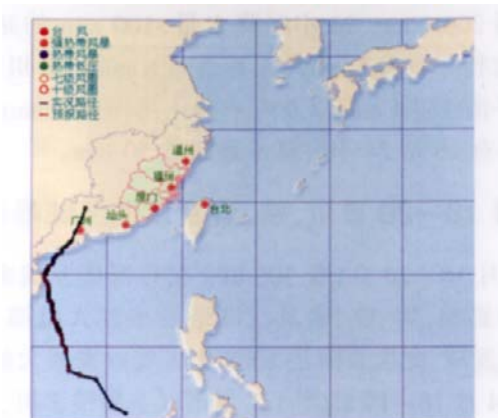 台 风
强热带风暴
热带风暴
热带低压
七级风圈
十级风圈
实况路径
预报路径
温州
福州
台北
厦门
汕头
广州